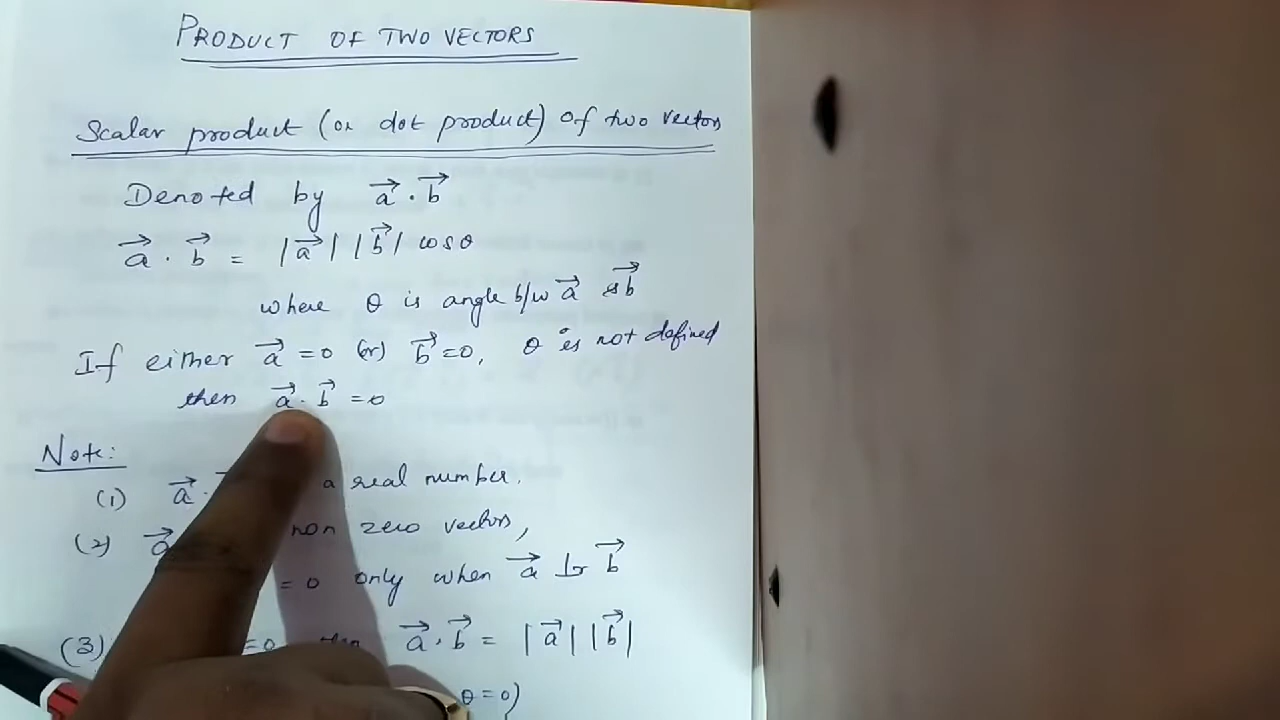 PRODUCT OF TWO VECTORS
Scalar product (or dot product) of two vectors
Denoted by a⃗ . b⃗
a⃗ . b⃗ = |a⃗| |b⃗| cos θ
where θ is angle b/w a⃗ & b⃗
If either a⃗ = 0 (or) b⃗ = 0, θ is not defined
then a⃗ . b⃗ = 0
Note:
(1) a⃗ . a real number.
(2) a⃗ non zero vectors,
= 0 only when a⃗ ⊥r b⃗
(3) = 0 then a⃗ . b⃗ = |a⃗| |b⃗|
θ = 0)